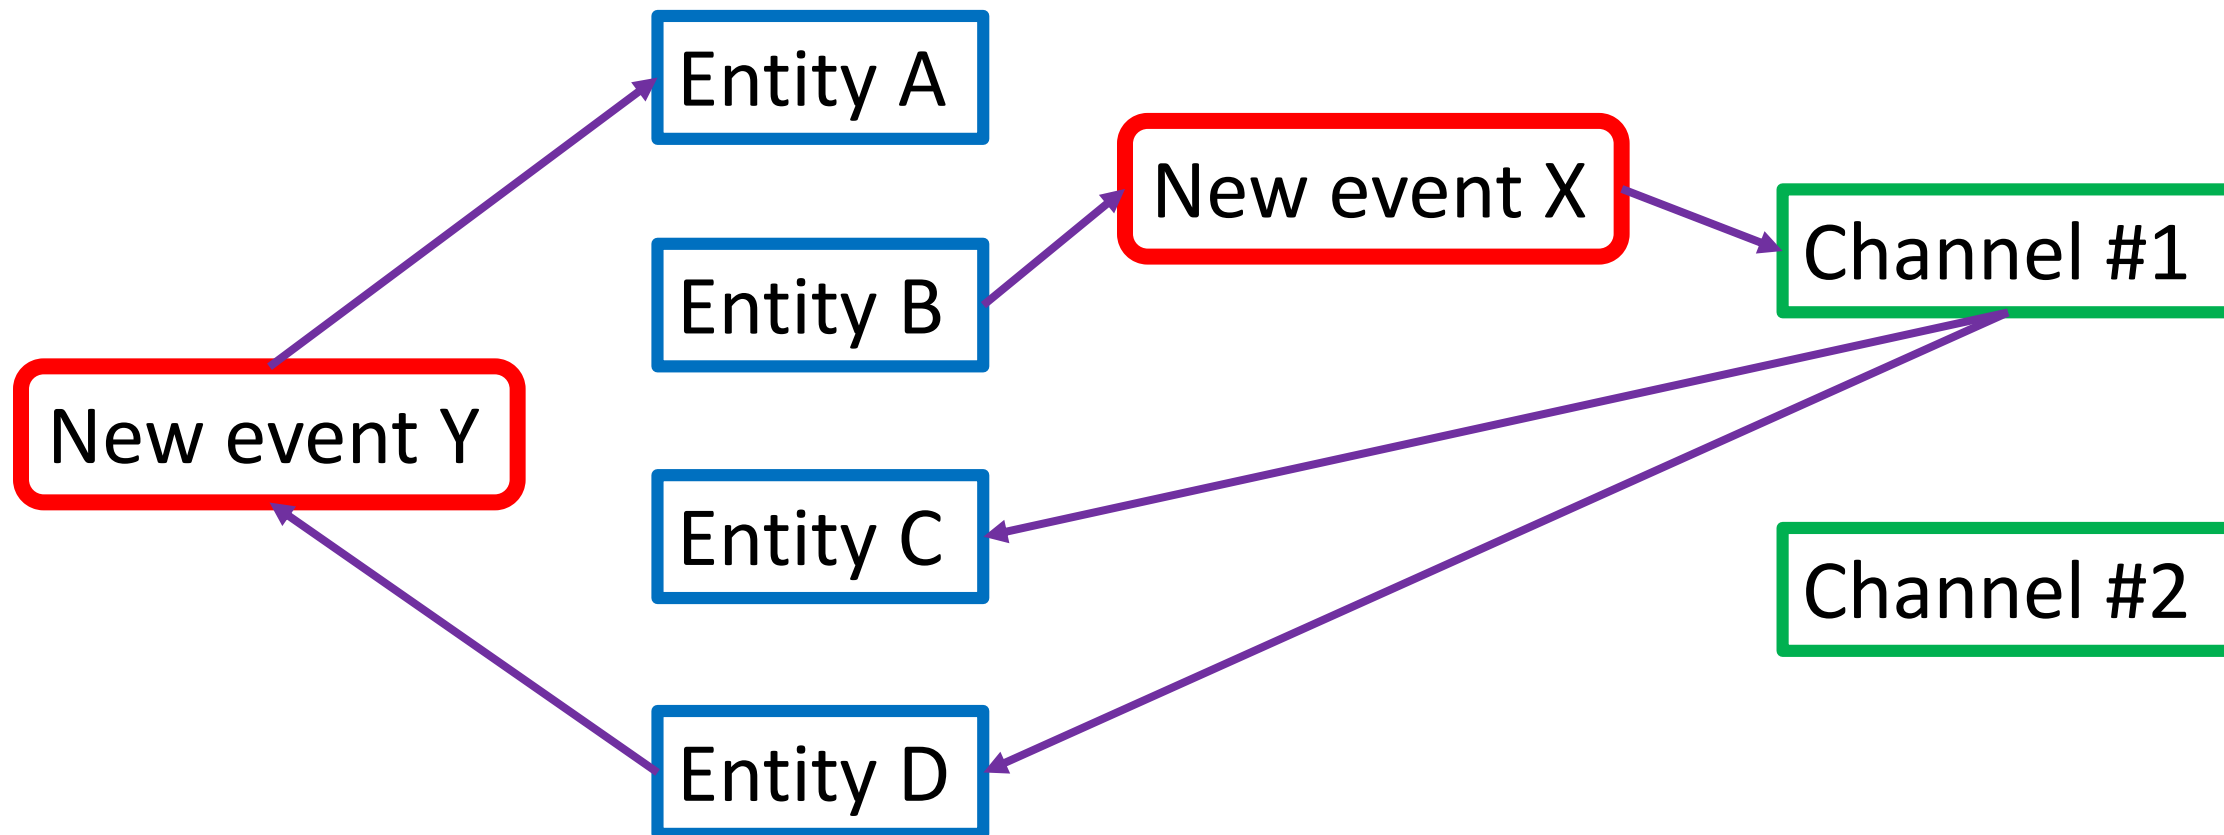 Entity A
New event X
Channel #1
Entity B
New event Y
Entity C
Channel #2
Entity D